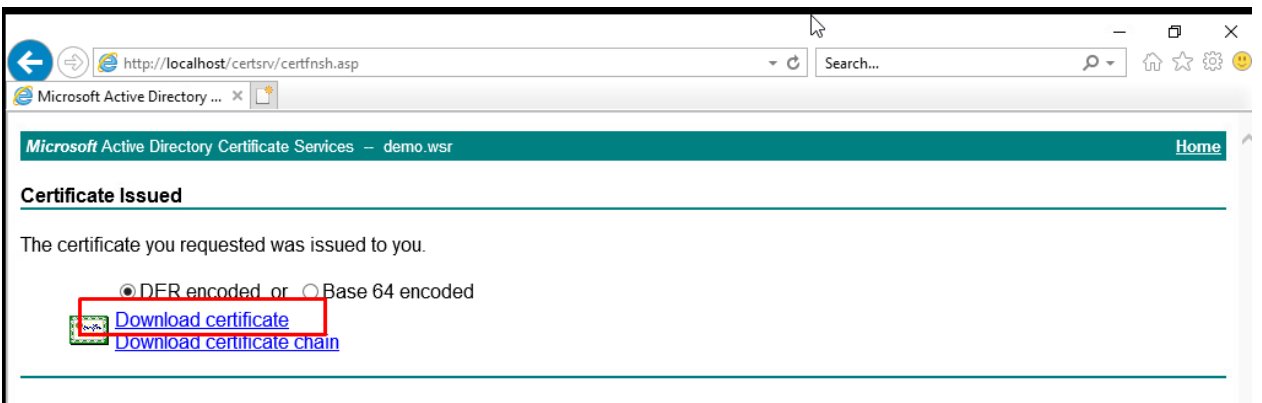 http://localhost/certsrv/certfnsh.asp
Search...
Microsoft Active Directory ...
Microsoft Active Directory Certificate Services -- demo.wsr Home
Certificate Issued
The certificate you requested was issued to you.
DER encoded or Base 64 encoded
Download certificate
Download certificate chain